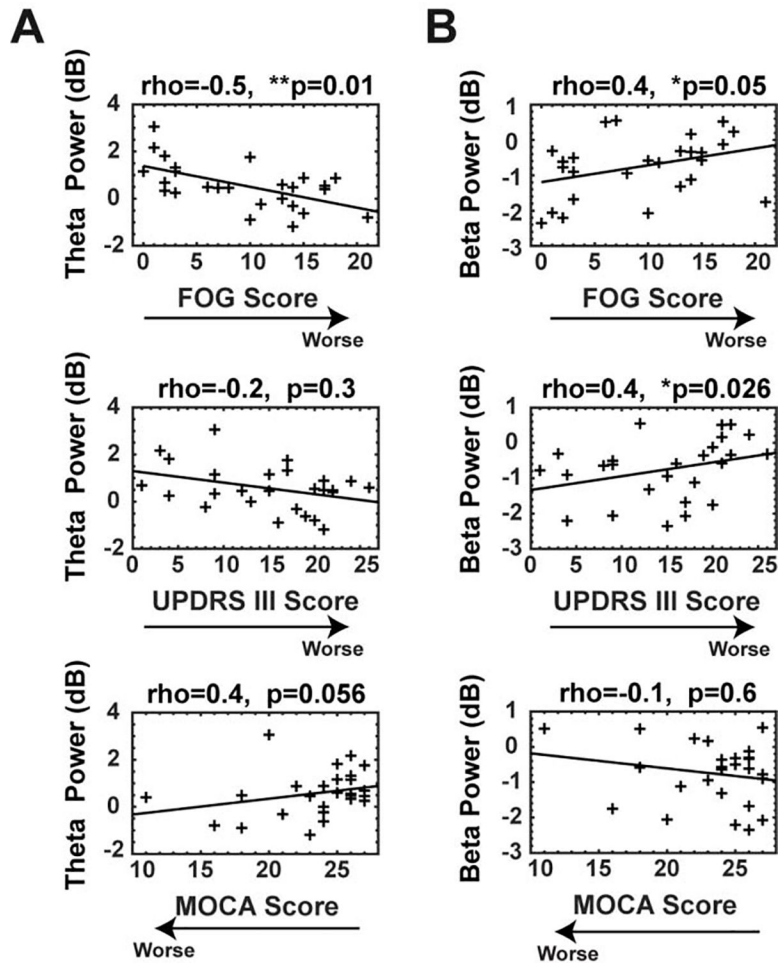 A
B
rho=-0.5, **p=0.01
Theta Power (dB)
4
2
0
-2
0 5 10 15 20
FOG Score
Worse
rho=0.4, *p=0.05
Beta Power (dB)
1
0
-1
-2
-3
0 5 10 15 20
FOG Score
Worse
rho=-0.2, p=0.3
Theta Power (dB)
4
2
0
-2
0 5 10 15 20 25
UPDRS III Score
Worse
rho=0.4, *p=0.026
Beta Power (dB)
1
0
-1
-2
-3
0 5 10 15 20 25
UPDRS III Score
Worse
rho=0.4, p=0.056
Theta Power (dB)
4
2
0
-2
10 15 20 25
MOCA Score
Worse
rho=-0.1, p=0.6
Beta Power (dB)
1
0
-1
-2
-3
10 15 20 25
MOCA Score
Worse